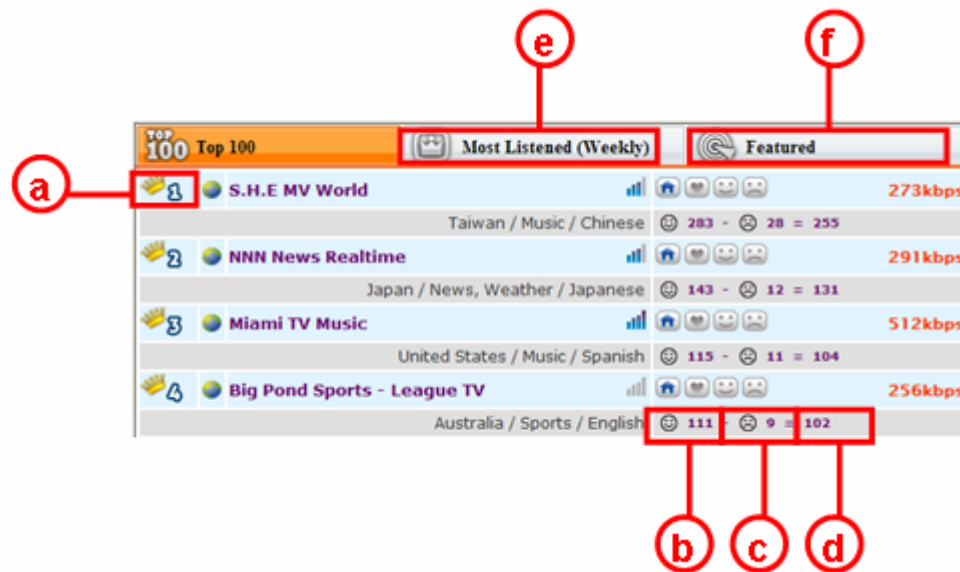 e f
TOP 100 Top 100 Most Listened (Weekly) Featured
a
1 S.H.E MV World 273kbps
Taiwan / Music / Chinese 283 - 28 = 255
2 NNN News Realtime 291kbps
Japan / News, Weather / Japanese 143 - 12 = 131
3 Miami TV Music 512kbps
United States / Music / Spanish 115 - 11 = 104
4 Big Pond Sports - League TV 256kbps
Australia / Sports / English 111 - 9 = 102
b c d